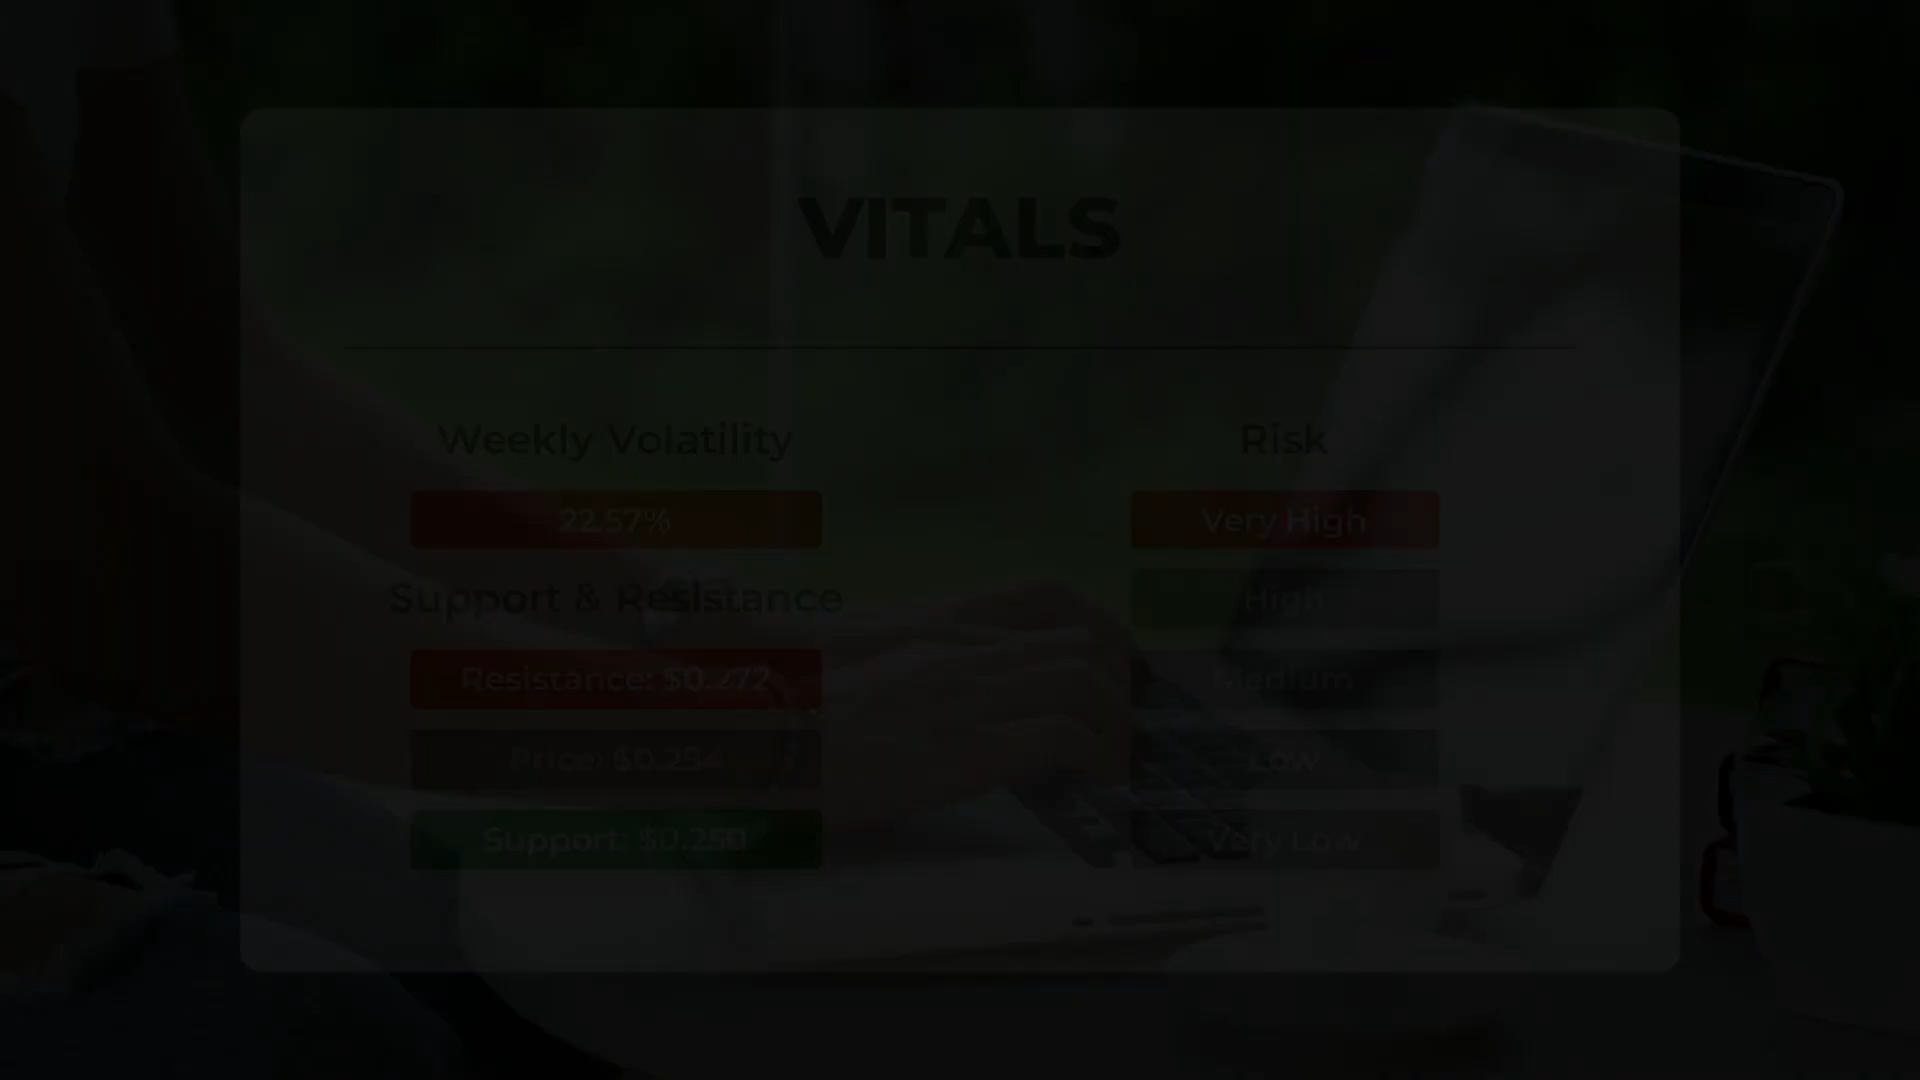 VITALS
Weekly Volatility
22.57%
Support & Resistance
Resistance: $0.272
Price: $0.254
Support: $0.250
Risk
Very High
High
Medium
Low
Very Low